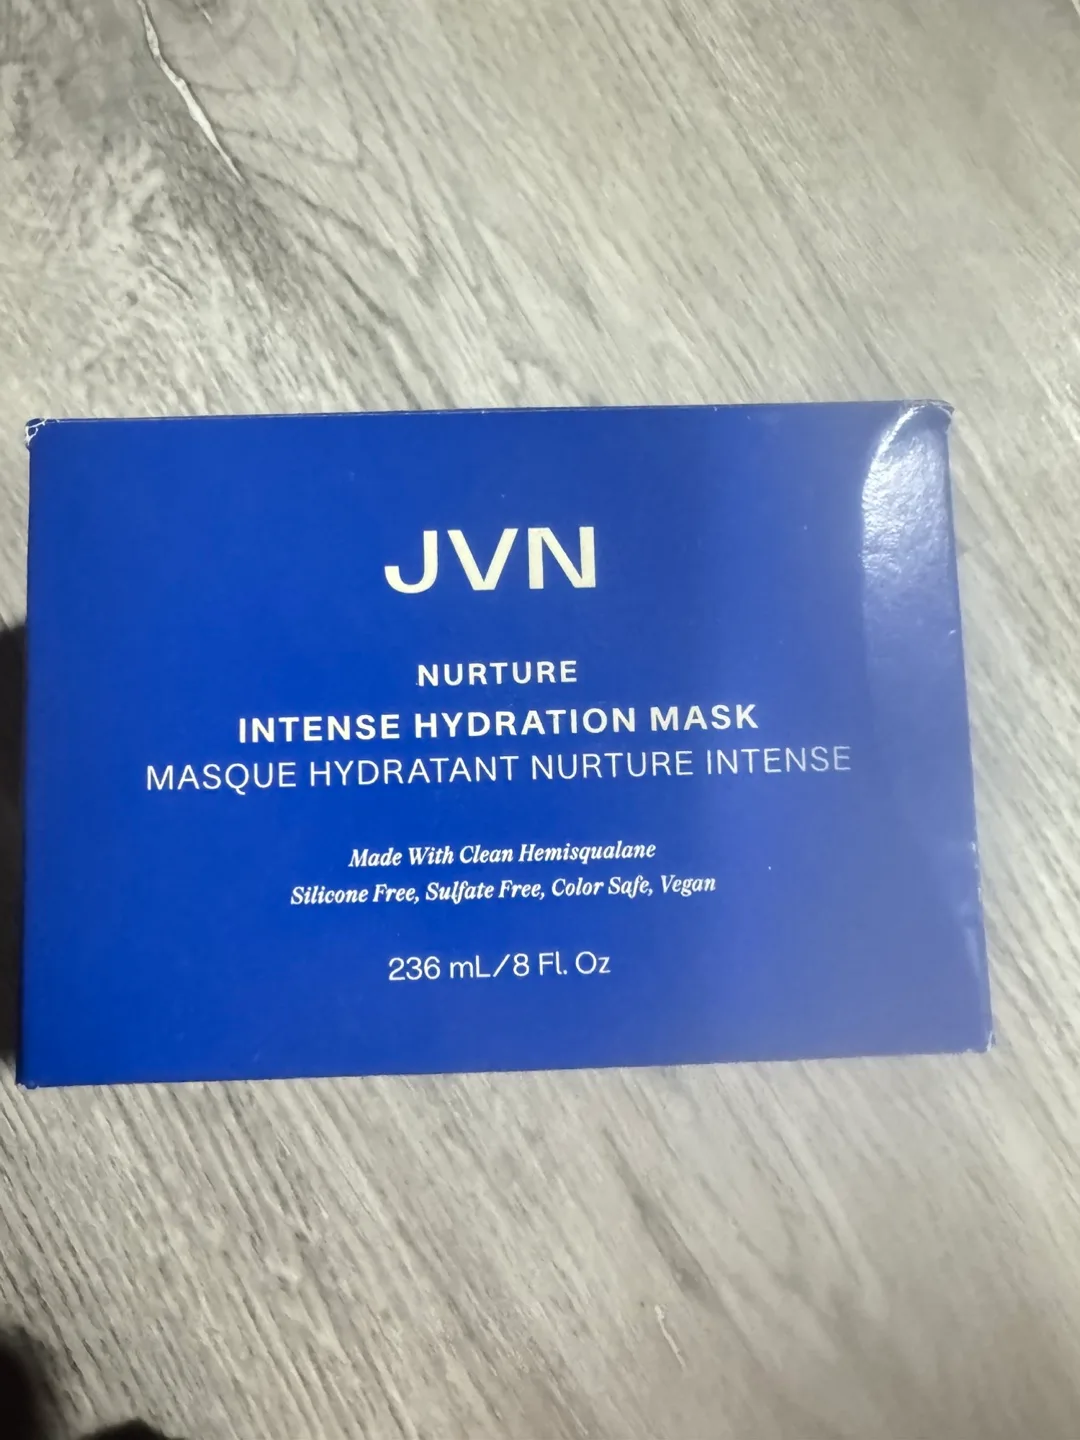 JVN
NURTURE
INTENSE HYDRATION MASK
MASQUE HYDRATANT NURTURE INTENSE
Made With Clean Hemisqualane
Silicone Free, Sulfate Free, Color Safe, Vegan
236 mL/8 Fl. Oz